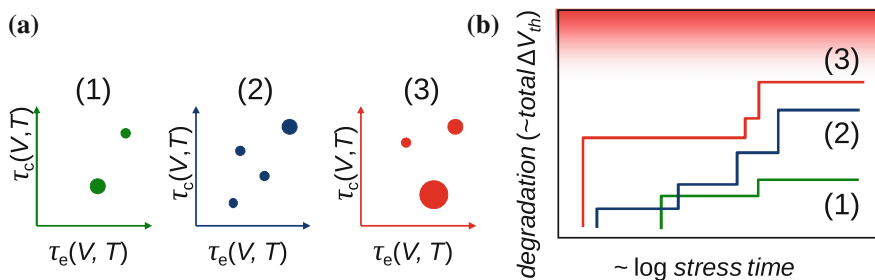 (a)
(1)
τc(V, T)
τe(V, T)
(2)
τc(V, T)
τe(V, T)
(3)
τc(V, T)
τe(V, T)
(b)
degradation (~total ΔVth)
(3)
(2)
(1)
~ log stress time